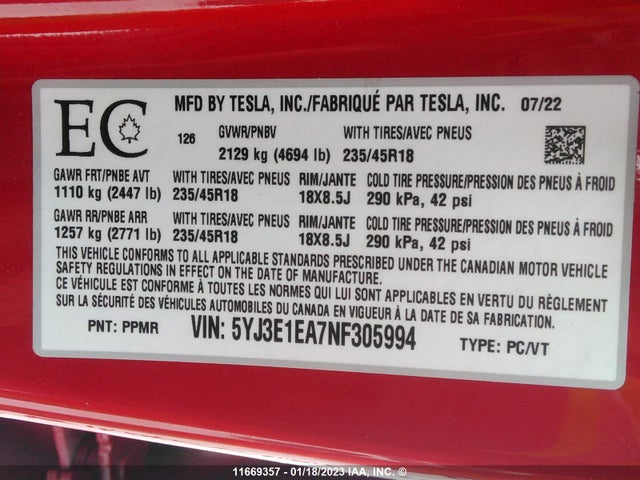 EC
MFD BY TESLA, INC./FABRIQUÉ PAR TESLA, INC. 07/22
126 GVWR/PNBV WITH TIRES/AVEC PNEUS
2129 kg (4694 lb) 235/45R18
GAWR FRT/PNBE AVT WITH TIRES/AVEC PNEUS RIM/JANTE COLD TIRE PRESSURE/PRESSION DES PNEUS À FROID
1110 kg (2447 lb) 235/45R18 18X8.5J 290 kPa, 42 psi
GAWR RR/PNBE ARR WITH TIRES/AVEC PNEUS RIM/JANTE COLD TIRE PRESSURE/PRESSION DES PNEUS À FROID
1257 kg (2771 lb) 235/45R18 18X8.5J 290 kPa, 42 psi
THIS VEHICLE CONFORMS TO ALL APPLICABLE STANDARDS PRESCRIBED UNDER THE CANADIAN MOTOR VEHICLE
SAFETY REGULATIONS IN EFFECT ON THE DATE OF MANUFACTURE.
CE VÉHICULE EST CONFORME À TOUTES LES NORMES QUI LUI SONT APPLICABLES EN VERTU DU RÈGLEMENT
SUR LA SÉCURITÉ DES VÉHICULES AUTOMOBILES DU CANADA EN VIGUEUR À LA DATE DE SA FABRICATION.
PNT: PPMR VIN: 5YJ3E1EA7NF305994 TYPE: PC/VT
11669357 - 01/18/2023 IAA, INC. ©